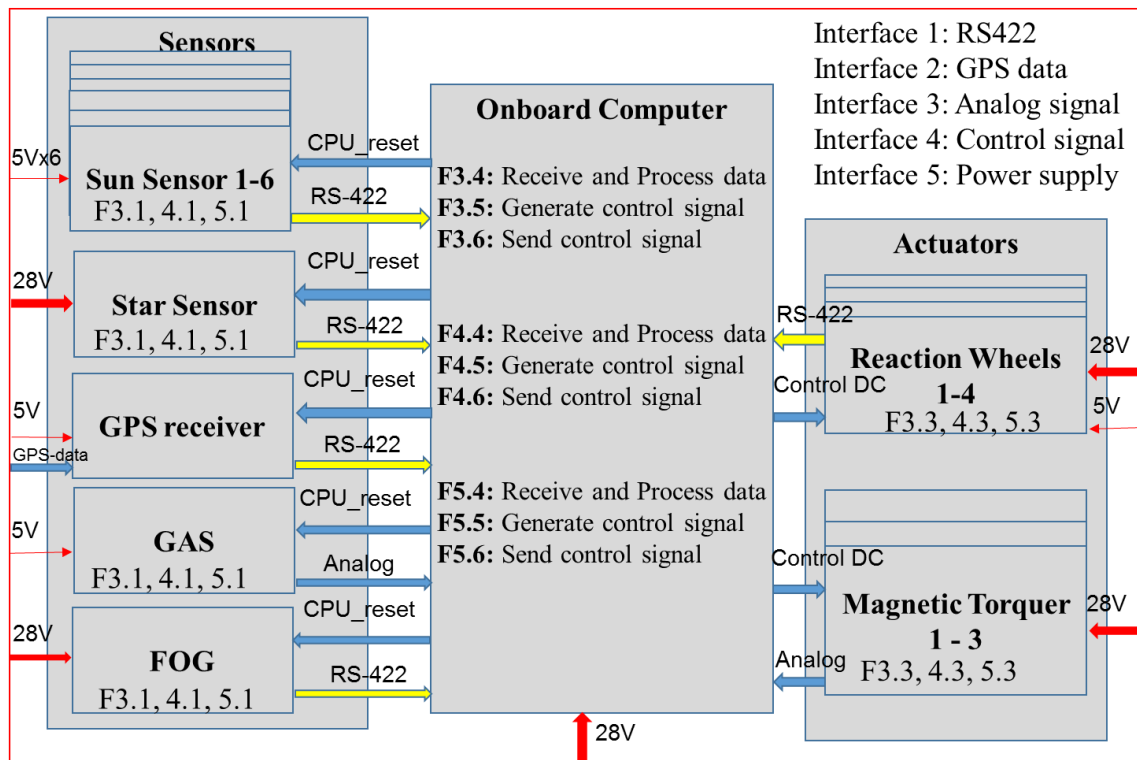 Sensors
5Vx6
Sun Sensor 1-6
F3.1, 4.1, 5.1
CPU_reset
RS-422
28V
Star Sensor
F3.1, 4.1, 5.1
CPU_reset
RS-422
5V
GPS receiver
GPS-data
CPU_reset
RS-422
5V
GAS
F3.1, 4.1, 5.1
CPU_reset
Analog
28V
FOG
F3.1, 4.1, 5.1
CPU_reset
RS-422
Onboard Computer
F3.4: Receive and Process data
F3.5: Generate control signal
F3.6: Send control signal
F4.4: Receive and Process data
F4.5: Generate control signal
F4.6: Send control signal
F5.4: Receive and Process data
F5.5: Generate control signal
F5.6: Send control signal
28V
Interface 1: RS422
Interface 2: GPS data
Interface 3: Analog signal
Interface 4: Control signal
Interface 5: Power supply
Actuators
RS-422
Control DC
Reaction Wheels
1-4
F3.3, 4.3, 5.3
28V
5V
Control DC
Analog
Magnetic Torquer
1 - 3
F3.3, 4.3, 5.3
28V